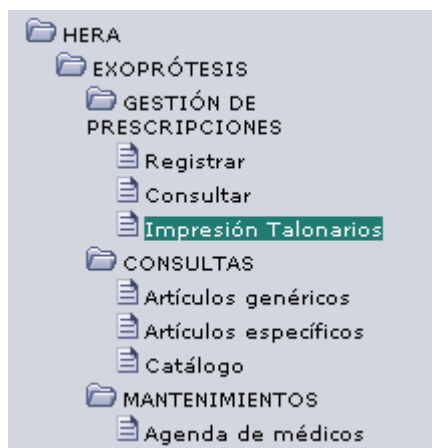 HERA
EXOPRÓTESIS
GESTIÓN DE
PRESCRIPCIONES
Registrar
Consultar
Impresión Talonarios
CONSULTAS
Artículos genéricos
Artículos específicos
Catálogo
MANTENIMIENTOS
Agenda de médicos